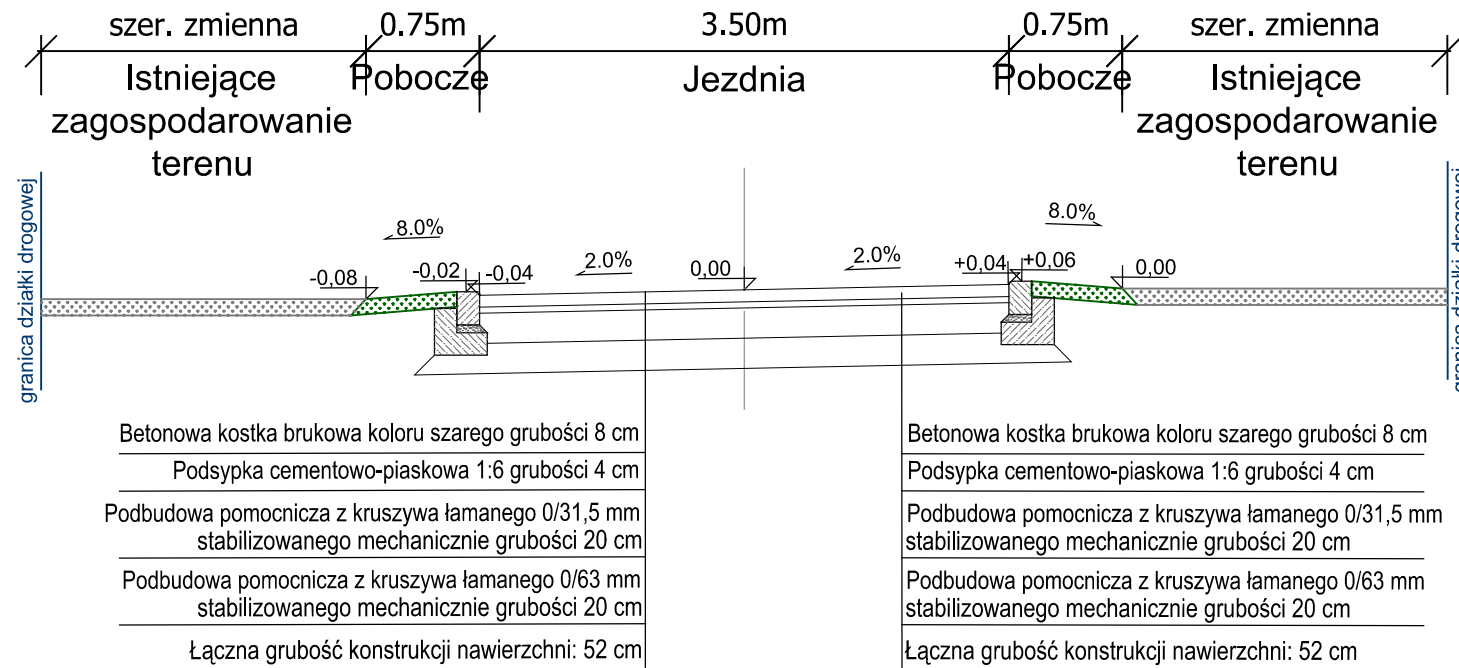 szer. zmienna 0.75m 3.50m 0.75m szer. zmienna
Istniejące Pobocze Jezdnia Pobocze Istniejące
zagospodarowanie zagospodarowanie
terenu terenu
granica działki drogowej
granica działki drogowej
8.0% 8.0%
2.0% 0,00 2.0%
-0,08 -0,02 -0,04 +0,04 +0,06 0,00
Betonowa kostka brukowa koloru szarego grubości 8 cm
Podsypka cementowo-piaskowa 1:6 grubości 4 cm
Podbudowa pomocnicza z kruszywa łamanego 0/31,5 mm
stabilizowanego mechanicznie grubości 20 cm
Podbudowa pomocnicza z kruszywa łamanego 0/63 mm
stabilizowanego mechanicznie grubości 20 cm
Łączna grubość konstrukcji nawierzchni: 52 cm
Betonowa kostka brukowa koloru szarego grubości 8 cm
Podsypka cementowo-piaskowa 1:6 grubości 4 cm
Podbudowa pomocnicza z kruszywa łamanego 0/31,5 mm
stabilizowanego mechanicznie grubości 20 cm
Podbudowa pomocnicza z kruszywa łamanego 0/63 mm
stabilizowanego mechanicznie grubości 20 cm
Łączna grubość konstrukcji nawierzchni: 52 cm